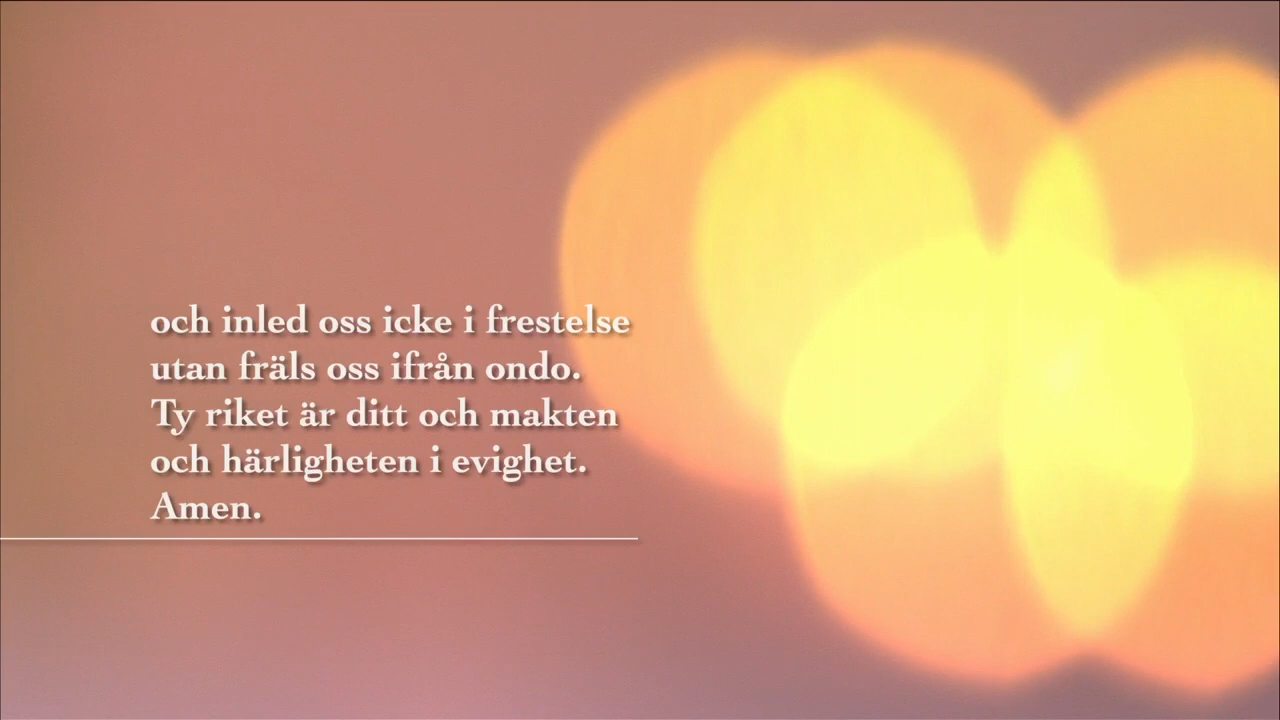 och inled oss icke i frestelse
utan fräls oss ifrån ondo.
Ty riket är ditt och makten
och härligheten i evighet.
Amen.